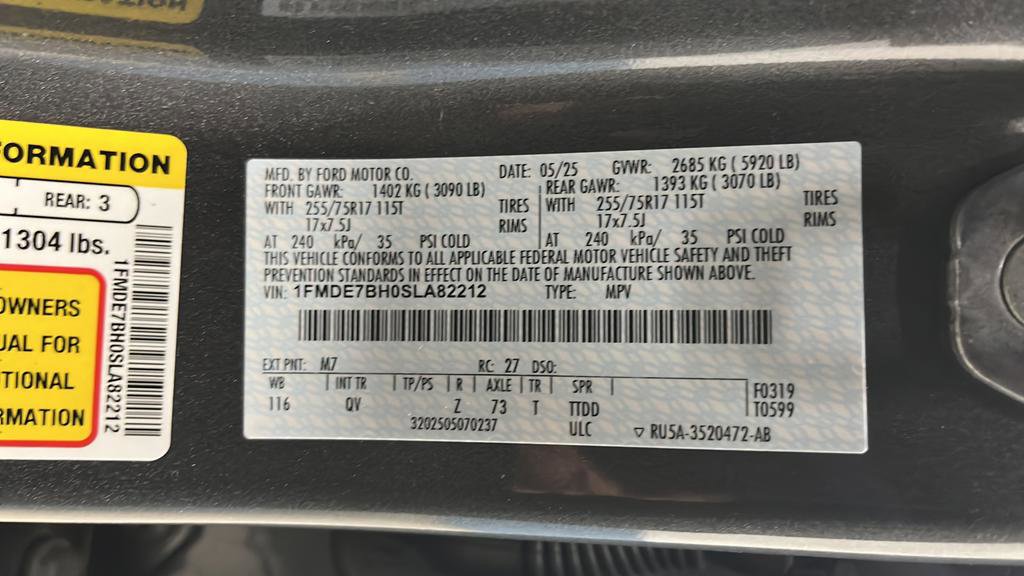 FORMATION
REAR: 3
1304 lbs.
OWNERS
UAL FOR
ITIONAL
RMATION
1FMDE7BH0SLA82212
MFD. BY FORD MOTOR CO. DATE: 05/25 GVWR: 2685 KG ( 5920 LB)
FRONT GAWR: 1402 KG ( 3090 LB) REAR GAWR: 1393 KG ( 3070 LB)
WITH 255/75R17 115T TIRES WITH 255/75R17 115T TIRES
17x7.5J RIMS 17x7.5J RIMS
AT 240 kPa/ 35 PSI COLD AT 240 kPa/ 35 PSI COLD
THIS VEHICLE CONFORMS TO ALL APPLICABLE FEDERAL MOTOR VEHICLE SAFETY AND THEFT
PREVENTION STANDARDS IN EFFECT ON THE DATE OF MANUFACTURE SHOWN ABOVE.
VIN: 1FMDE7BH0SLA82212 TYPE: MPV
EXT PNT: M7 RC: 27 DSO:
WB INT TR TP/PS R AXLE TR SPR F0319
116 QV Z 73 T TTDD T0599
3202505070237 ULC ▽ RU5A-3520472-AB